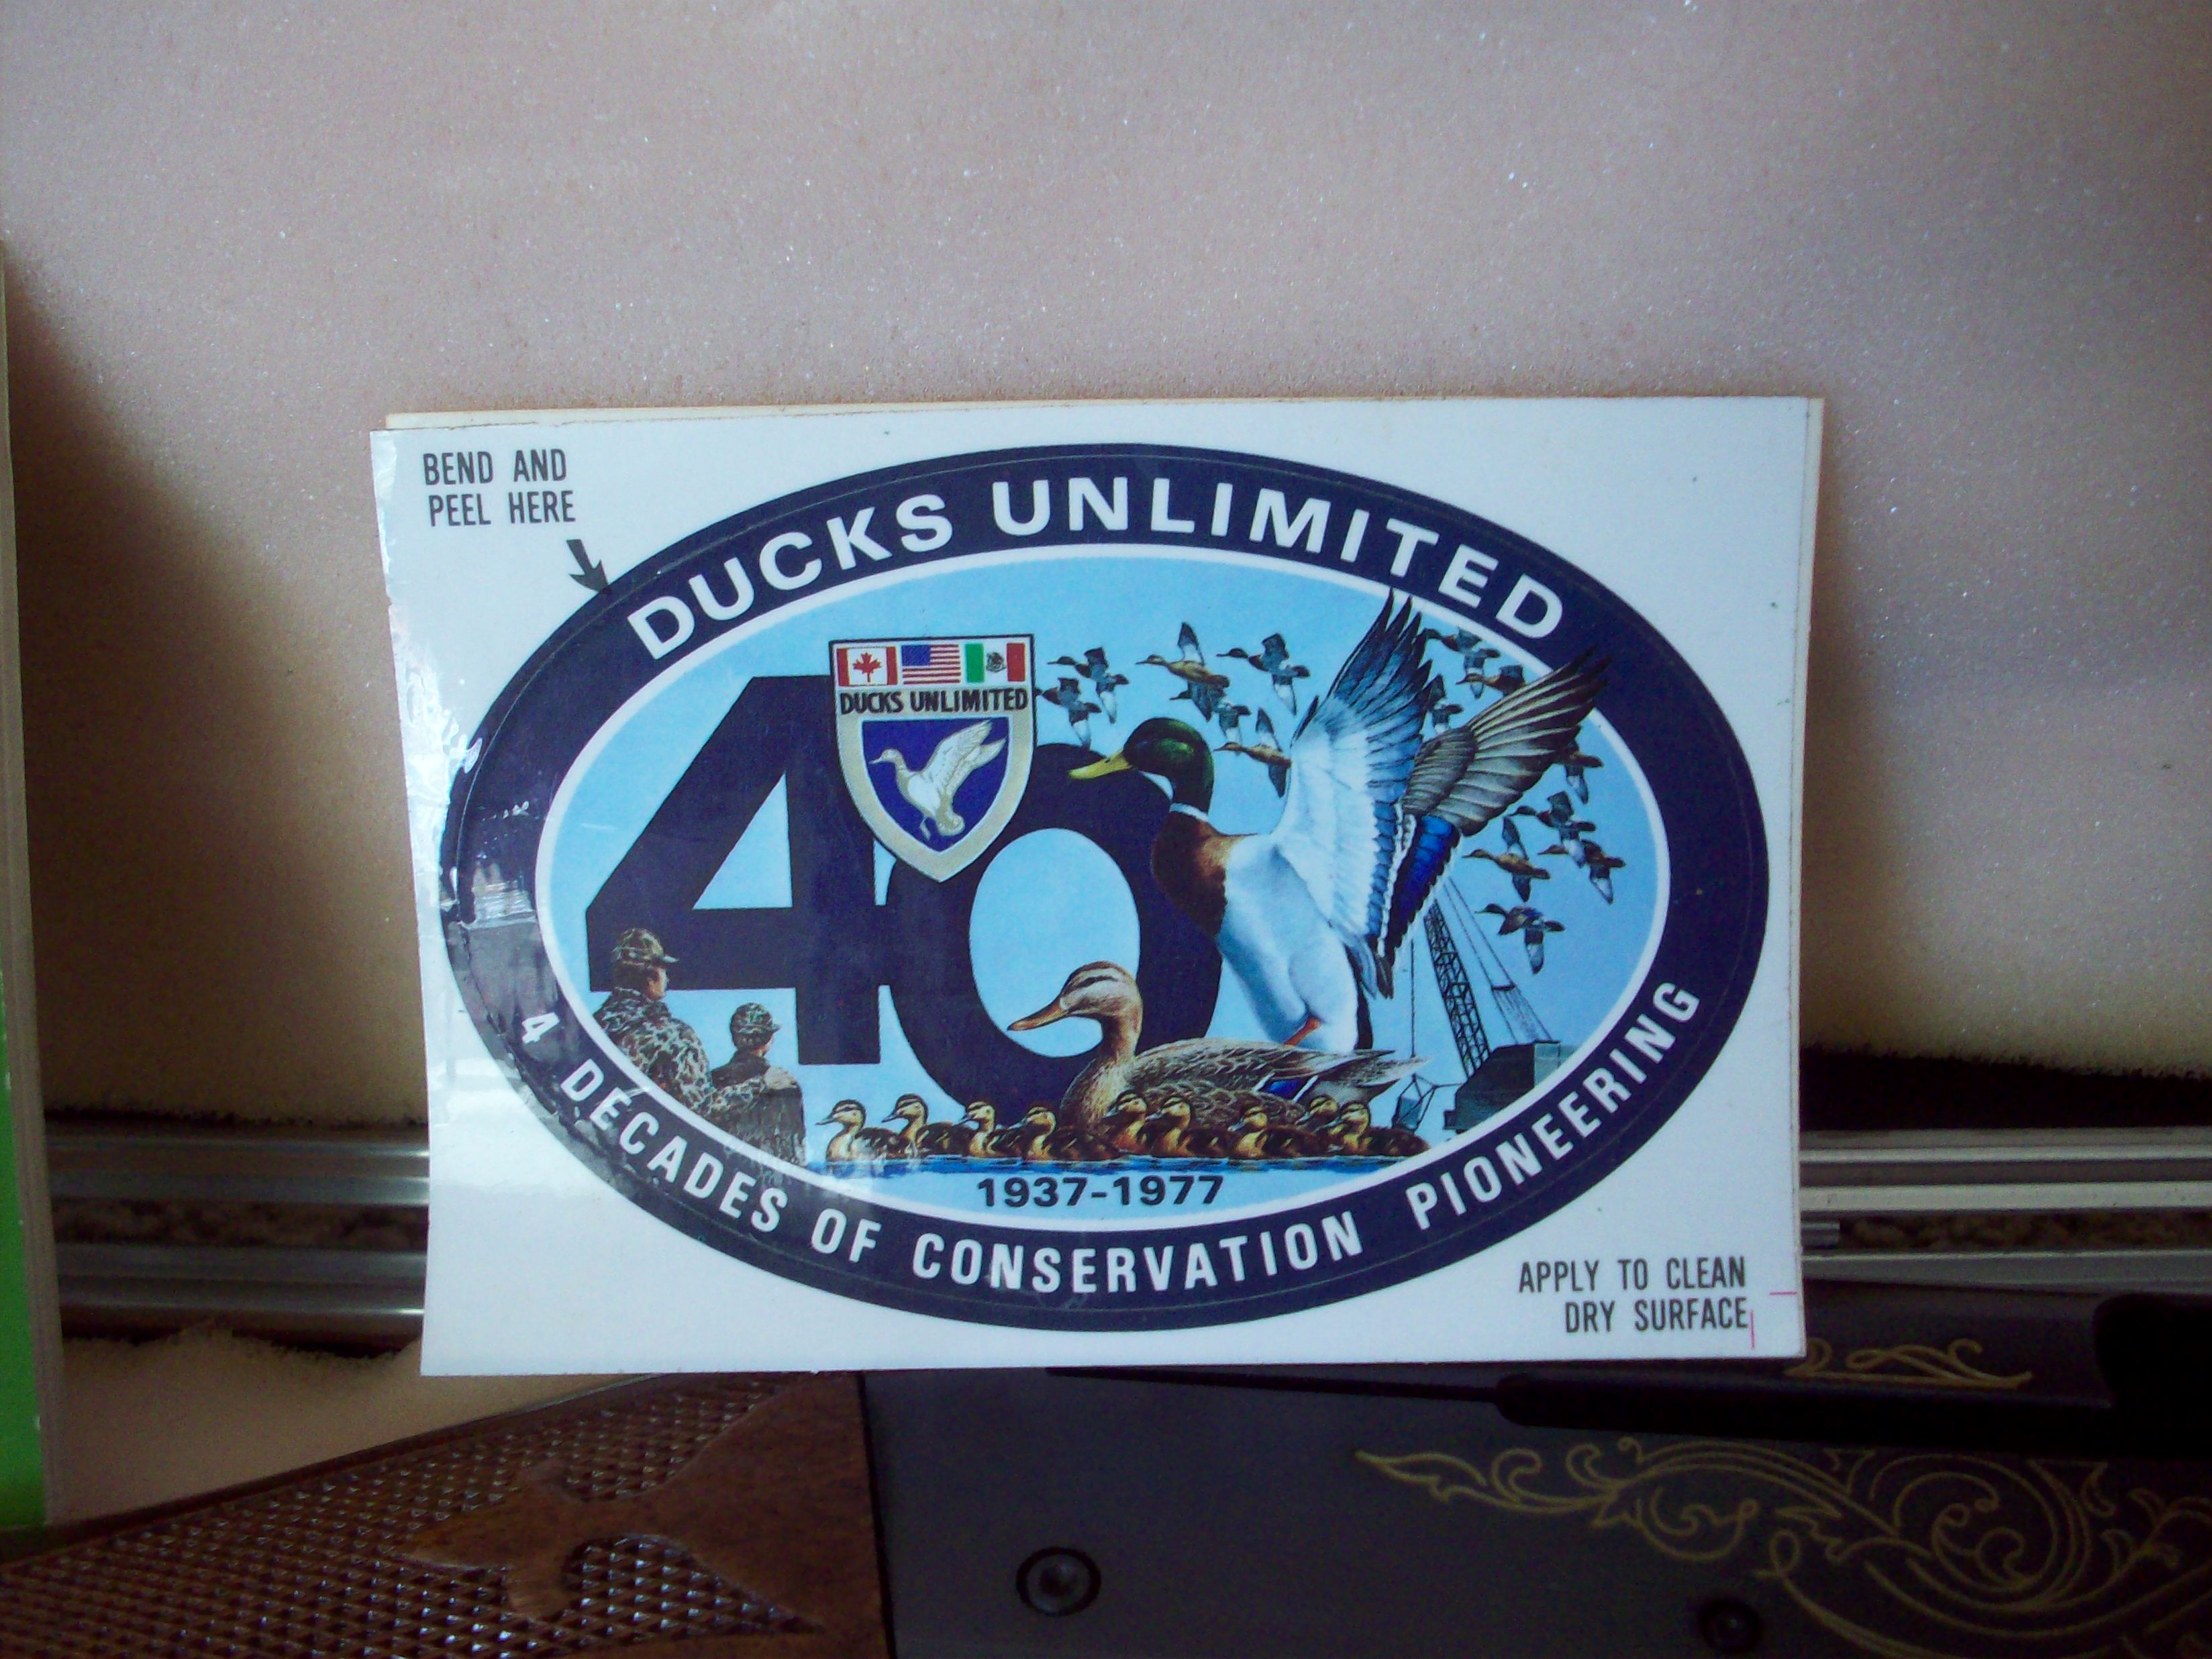 BEND AND
PEEL HERE
DUCKS UNLIMITED
DUCKS UNLIMITED
40
1937-1977
4 DECADES OF CONSERVATION PIONEERING
APPLY TO CLEAN
DRY SURFACE